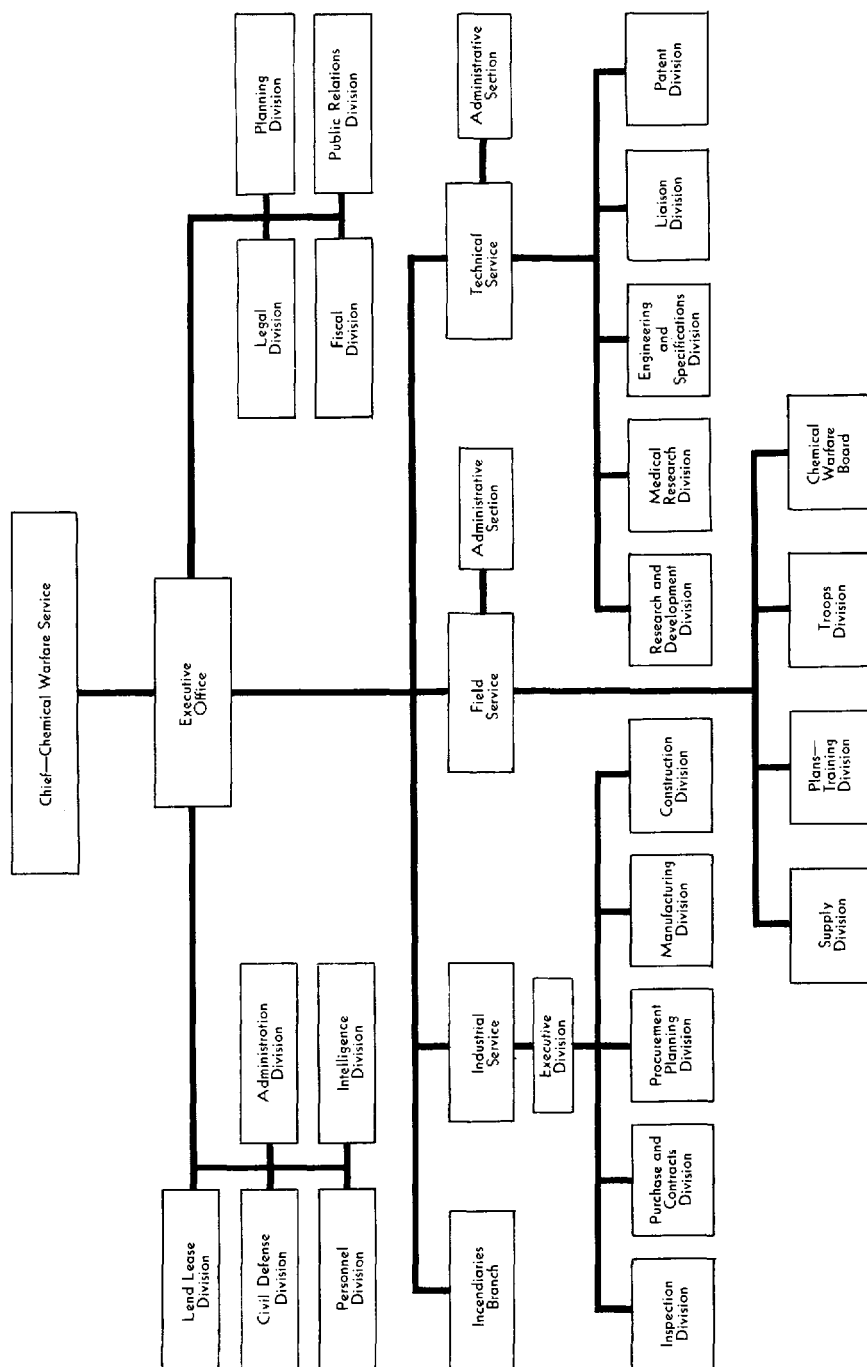 Chief—Chemical Warfare Service
Executive
Office
Lend Lease
Division
Civil Defense
Division
Administration
Division
Personnel
Division
Intelligence
Division
Legal
Division
Planning
Division
Fiscal
Division
Public Relations
Division
Incendiaries
Branch
Industrial
Service
Field
Service
Administrative
Section
Technical
Service
Administrative
Section
Executive
Division
Inspection
Division
Purchase and
Contracts
Division
Procurement
Planning
Division
Manufacturing
Division
Construction
Division
Research and
Development
Division
Medical
Research
Division
Engineering
and
Specifications
Division
Liaison
Division
Patent
Division
Supply
Division
Plans—
Training
Division
Troops
Division
Chemical
Warfare
Board